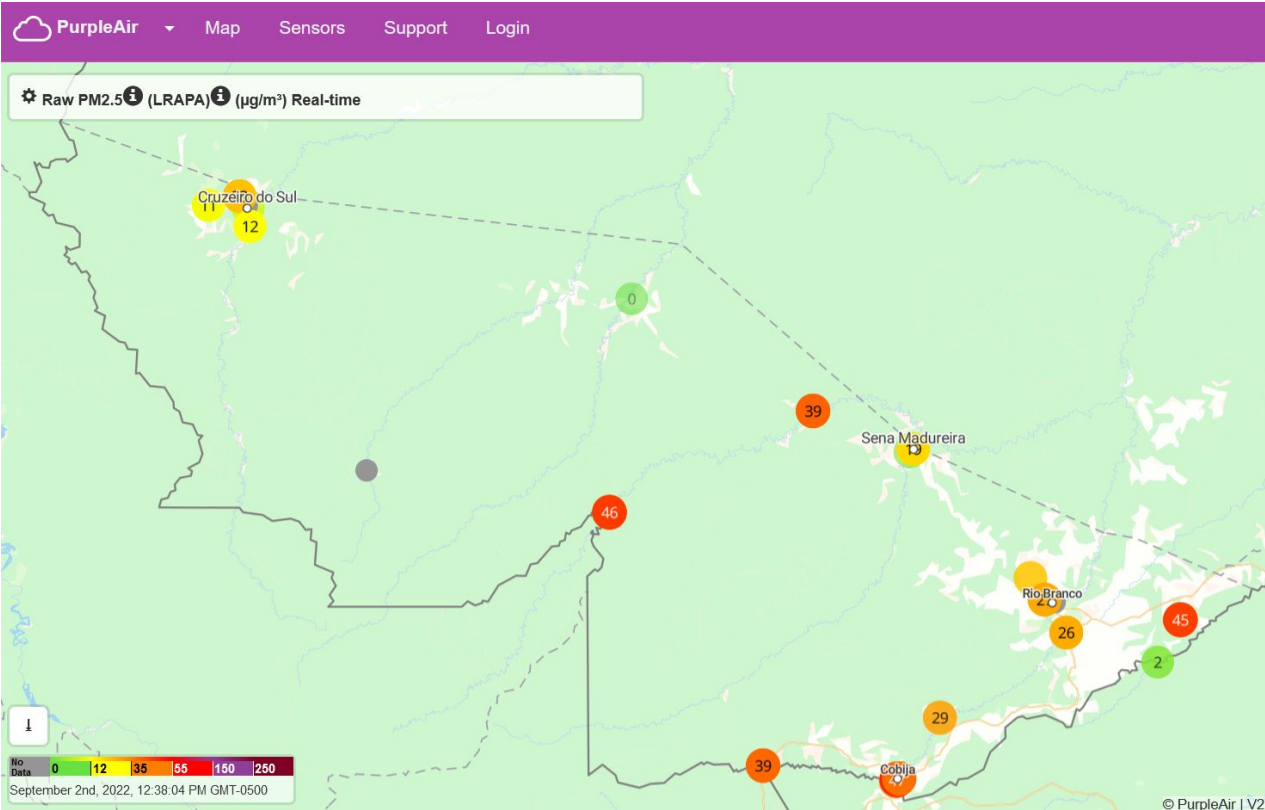 PurpleAir Map Sensors Support Login
Raw PM2.5 (LRAPA) (µg/m³) Real-time
Cruzeiro do Sul
11
12
0
39
Sena Madureira
19
46
Rio Branco
45
26
2
29
39
Cobija
No Data 0 12 35 55 150 250
September 2nd, 2022, 12:38:04 PM GMT-0500
© PurpleAir | V2